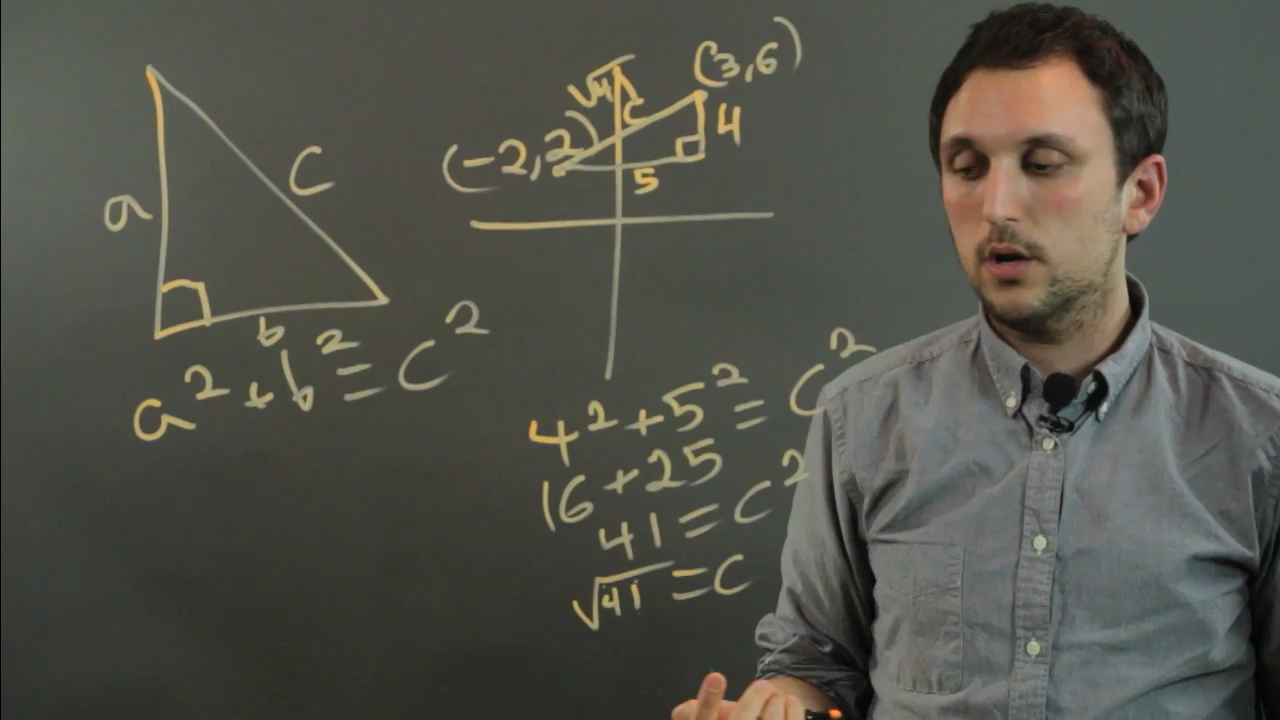 a
c
b
a² + b² = c²
√41
c
(3,6)
4
(-2,2)
5
4² + 5² = c²
16 + 25
41 = c²
√41 = c